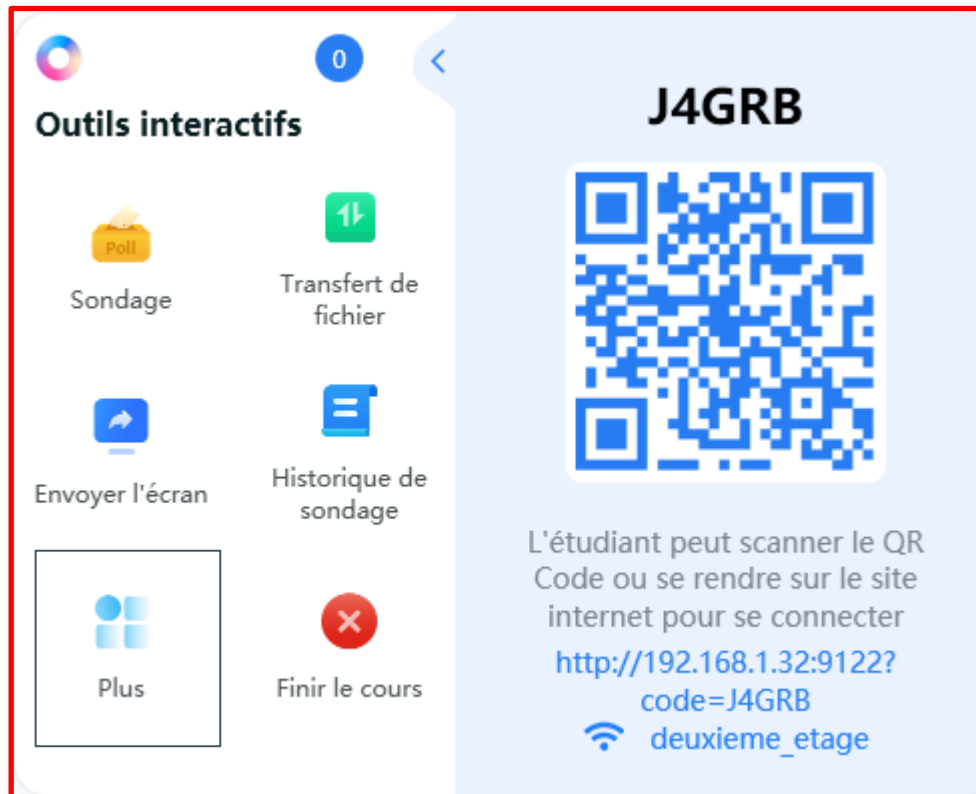 0
Outils interactifs
Poll
Sondage
Transfert de
fichier
Envoyer l'écran
Historique de
sondage
Plus
Finir le cours
J4GRB
L'étudiant peut scanner le QR
Code ou se rendre sur le site
internet pour se connecter
http://192.168.1.32:9122?
code=J4GRB
deuxieme_etage